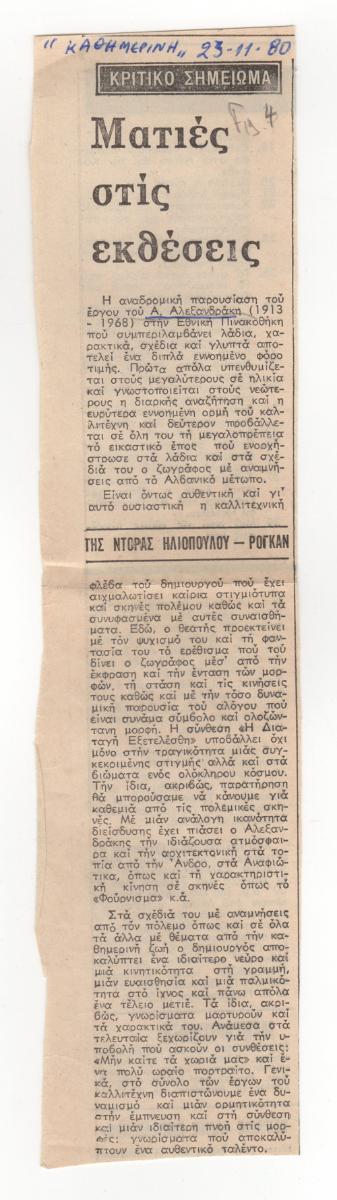 "ΚΑΘΗΜΕΡΙΝΗ" 23-11-80
ΚΡΙΤΙΚΟ ΣΗΜΕΙΩΜΑ
Ματιές
στίς
εκθέσεις
Η αναδρομική παρουσίαση τού
έργου τού Α. Αλεξανδράκη (1913
- 1968) στήν Εθνική Πινακοθήκη
πού συμπεριλαμβάνει λάδια, χα-
ρακτικά, σχέδια καί γλυπτά απο-
τελεί ένα διπλά εννοημένο φόρο
τιμής. Πρώτα απόλα υπενθυμίζε-
ται στούς μεγαλύτερους σέ ηλικία
καί γνωστοποιείται στούς νεώτε-
ρους η διαρκής αναζήτηση καί η
ευρύτερα εννοημένη ορμή τού καλ-
λιτέχνη καί δεύτερον προβάλλε-
ται σέ όλη του τή μεγαλοπρέπεια
τό εικαστικό έπος πού ενορχή-
στρωσε στά λάδια καί στά σχέ-
διά του ο ζωγράφος μέ αναμνή-
σεις από τό Αλβανικό μέτωπο.
Είναι όντως αυθεντική καί γι'
αυτό ουσιαστική η καλλιτεχνική
ΤΗΣ ΝΤΟΡΑΣ ΗΛΙΟΠΟΥΛΟΥ – ΡΟΓΚΑΝ
φλέβα τού δημιουργού πού έχει
αιχμαλωτίσει καίρια στιγμιότυπα
καί σκηνές πολέμου καθώς καί τά
συνυφασμένα μέ αυτές συναισθή-
ματα. Εδώ, ο θεατής προεκτείνει
μέ τόν ψυχισμό του καί τή φαν-
τασία του τό ερέθισμα πού τού
δίνει ο ζωγράφος μέσ' από τήν
έκφραση καί τήν ένταση τών μορ-
φών, τή στάση καί τίς κινήσεις
τους καθώς καί μέ τήν τόσο δυνα-
μική παρουσία τού αλόγου πού
είναι συνάμα σύμβολο καί ολοζών-
τανη μορφή. Η σύνθεση «Η Δια-
ταγή Εξετελέσθη» υποβάλλει όχι
μόνο στήν τραγικότητα μιάς συγ-
κεκριμένης στιγμής αλλά καί στά
βιώματα ενός ολόκληρου κόσμου.
Τήν ίδια, ακριβώς, παρατήρηση
θά μπορούσαμε νά κάνουμε γιά
καθεμιά από τίς πολεμικές σκη-
νές. Μέ μιάν ανάλογη ικανότητα
διείσδυσης έχει πιάσει ο Αλεξαν-
δράκης τήν ιδιάζουσα ατμόσφαι-
ρα καί τήν αρχιτεκτονική στά το-
πία από τήν Άνδρο, στά Αναφιώ-
τικα, όπως καί τή χαρακτηριστι-
κή κίνηση σέ σκηνές όπως τό
«Φούρνισμα» κ.ά.
Στά σχέδιά του μέ αναμνήσεις
από τόν πόλεμο όπως καί σέ όλα
τά άλλα μέ θέματα από τήν κα-
θημερινή ζωή ο δημιουργός απο-
καλύπτει ένα ιδιαίτερο νεύρο καί
μιά κινητικότητα στή γραμμή,
μιάν ευαισθησία καί μιά παλμικό-
τητα στό ίχνος καί πάνω απόλα
ένα τέλειο μετιέ. Τά ίδια, ακρι-
βώς, γνωρίσματα μαρτυρούν καί
τά χαρακτικά του. Ανάμεσα στά
τελευταία ξεχωρίζουν γιά τήν υ-
ποβολή πού ασκούν οι συνθέσεις:
«Μήν καίτε τά χωριά μας» καί έ-
να πολύ ωραίο πορτραίτο. Γενι-
κά, στό σύνολο τών έργων τού
καλλιτέχνη διαπιστώνουμε ένα δυ-
ναμισμό καί μιάν ορμητικότητα
στήν έμπνευση καί στή σύνθεση
καί μιάν ιδιαίτερη πνοή στίς μορ-
φές: γνωρίσματα πού αποκαλύ-
πτουν ένα αυθεντικό ταλέντο.